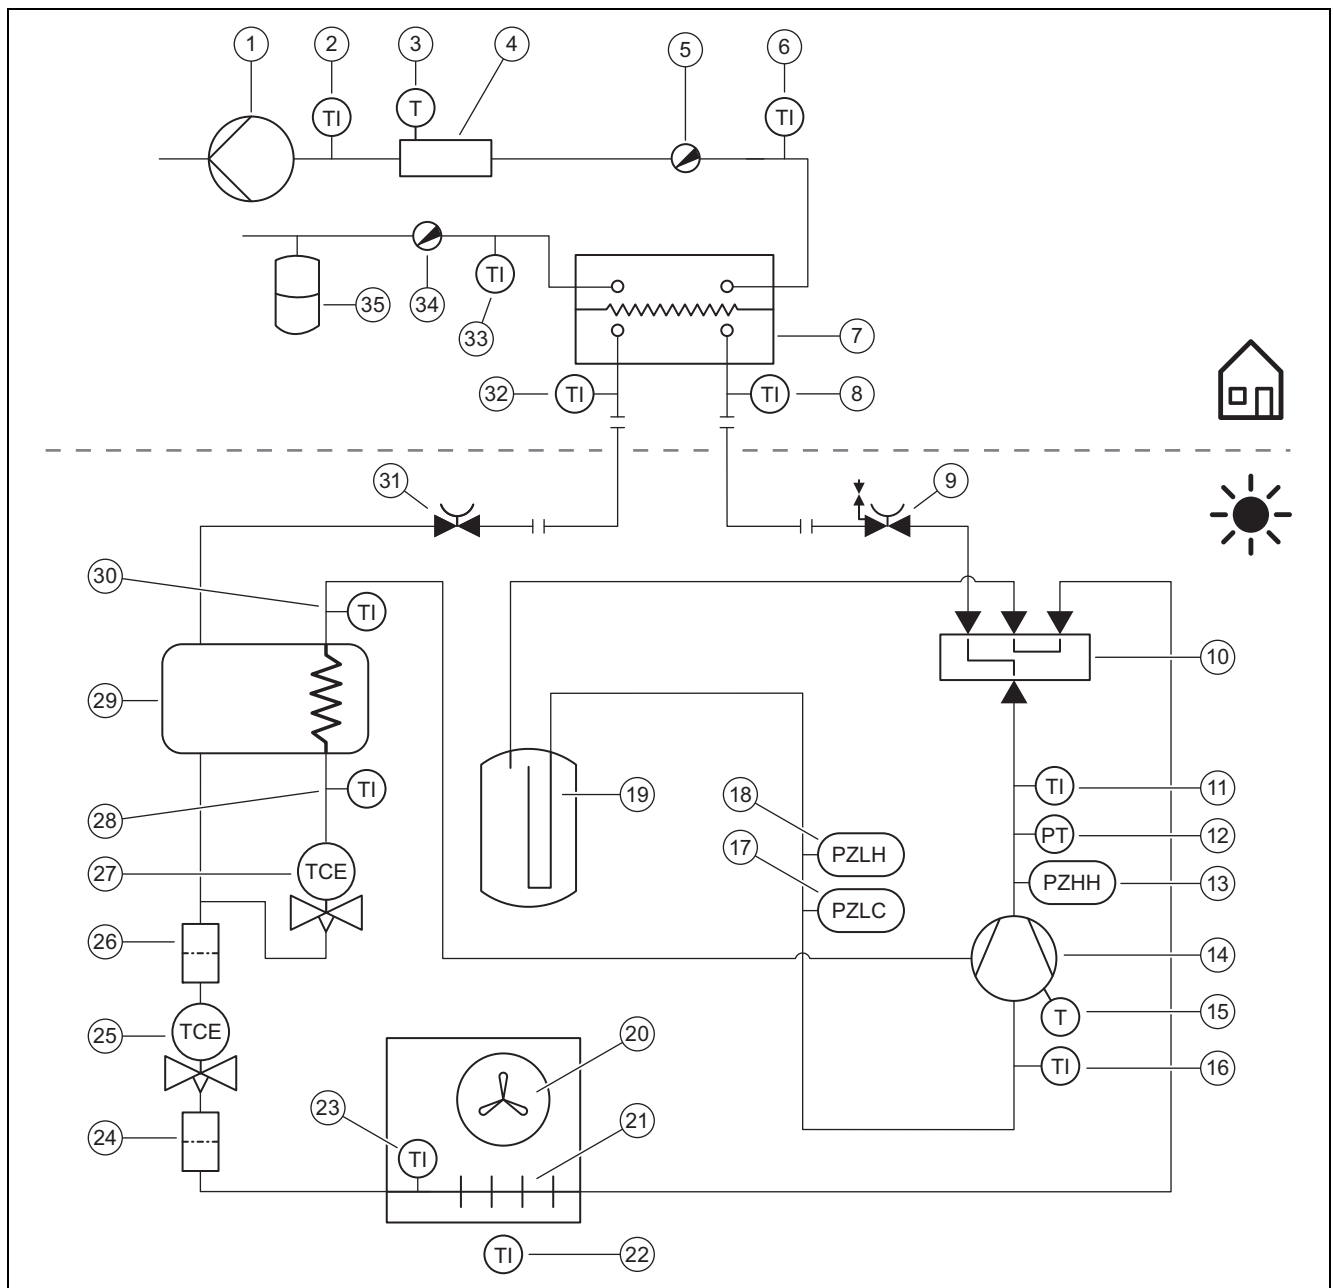 1 2 3 4 5 6
TI T TI
35 34 TI
33
7
32 TI TI 8
31 9
30 TI
10
29
19 18 TI 11
28 TI PT 12
17 PZLH
27 TCE PZHH 13
PZLC
26 14
25 TCE T 15
20
TI 16
23
24 21
TI
TI 22